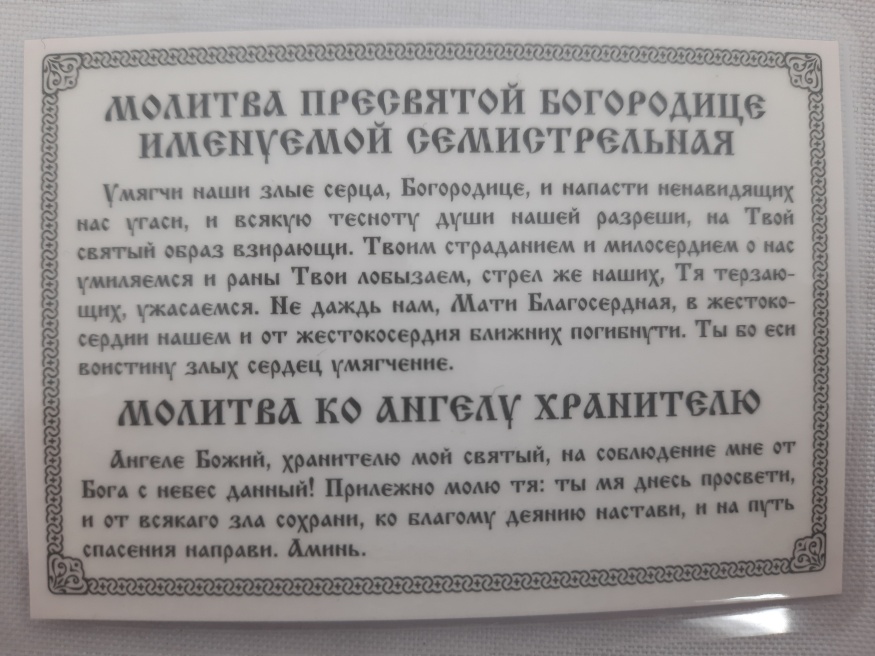 МОЛИТВА ПРЕСВЯТОЙ БОГОРОДИЦЕ
ИМЕНУЕМОЙ СЕМИСТРЕЛЬНАЯ
Умягчи наши злые серца, Богородице, и напасти ненавидящих
нас угаси, и всякую тесноту души нашей разреши, на Твой
святый образ взирающи. Твоим страданием и милосердием о нас
умиляемся и раны Твои лобызаем, стрел же наших, Тя терзаю-
щих, ужасаемся. Не даждь нам, Мати Благосердная, в жестоко-
сердии нашем и от жестокосердия ближних погибнути. Ты бо еси
воистину злых сердец умягчение.
МОЛИТВА КО АНГЕЛУ ХРАНИТЕЛЮ
Ангеле Божий, хранителю мой святый, на соблюдение мне от
Бога с небес данный! Прилежно молю тя: ты мя днесь просвети,
и от всякаго зла сохрани, ко благому деянию настави, и на путь
спасения направи. Аминь.